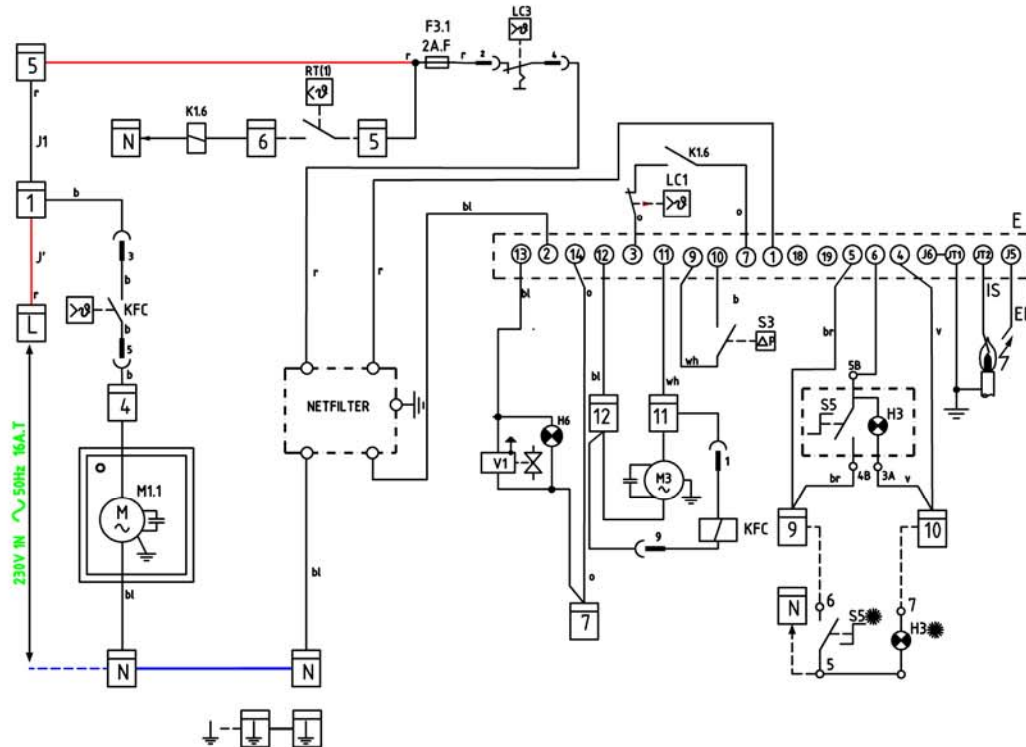 F3.1
2A.F
LC3
5
r
r
r
2
4
RT(1)
r
J1
K1.6
N
6
5
K1.6
LC1
o
o
1
b
bl
E
13
2
14
12
3
11
9
10
7
1
18
19
5
6
4
J6
JT1
JT2
J5
3
J'
b
r
r
bl
o
b
IS
EI
r
KFC
S3
ΔP
br
v
L
b
5
wh
5B
b
bl
wh
S5
H3
4
NETFILTER
12
11
H6
V1
1
4B
3A
M3
br
v
230V 1N ~ 50Hz 16A.T
M
M1.1
KFC
9
10
9
bl
bl
o
6
7
N
S5
H3
7
5
N
N